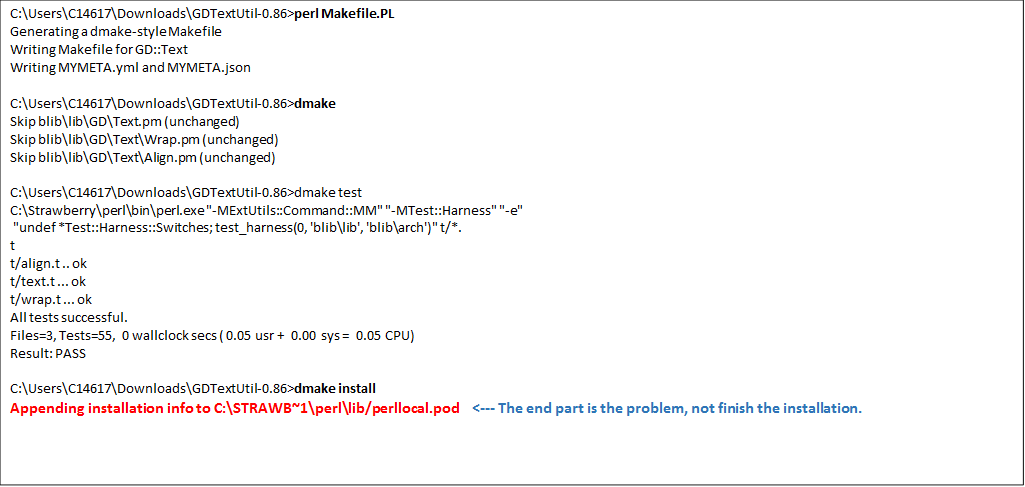 C:\Users\C14617\Downloads\GDTextUtil-0.86>perl Makefile.PL
Generating a dmake-style Makefile
Writing Makefile for GD::Text
Writing MYMETA.yml and MYMETA.json
C:\Users\C14617\Downloads\GDTextUtil-0.86>dmake
Skip blib\lib\GD\Text.pm (unchanged)
Skip blib\lib\GD\Text\Wrap.pm (unchanged)
Skip blib\lib\GD\Text\Align.pm (unchanged)
C:\Users\C14617\Downloads\GDTextUtil-0.86>dmake test
C:\Strawberry\perl\bin\perl.exe "-MExtUtils::Command::MM" "-MTest::Harness" "-e"
"undef *Test::Harness::Switches; test_harness(0, 'blib\lib', 'blib\arch')" t/*.
t
t/align.t .. ok
t/text.t ... ok
t/wrap.t ... ok
All tests successful.
Files=3, Tests=55,  0 wallclock secs ( 0.05 usr +  0.00 sys =  0.05 CPU)
Result: PASS
C:\Users\C14617\Downloads\GDTextUtil-0.86>dmake install
Appending installation info to C:\STRAWB~1\perl\lib/perllocal.pod <--- The end part is the problem, not finish the installation.